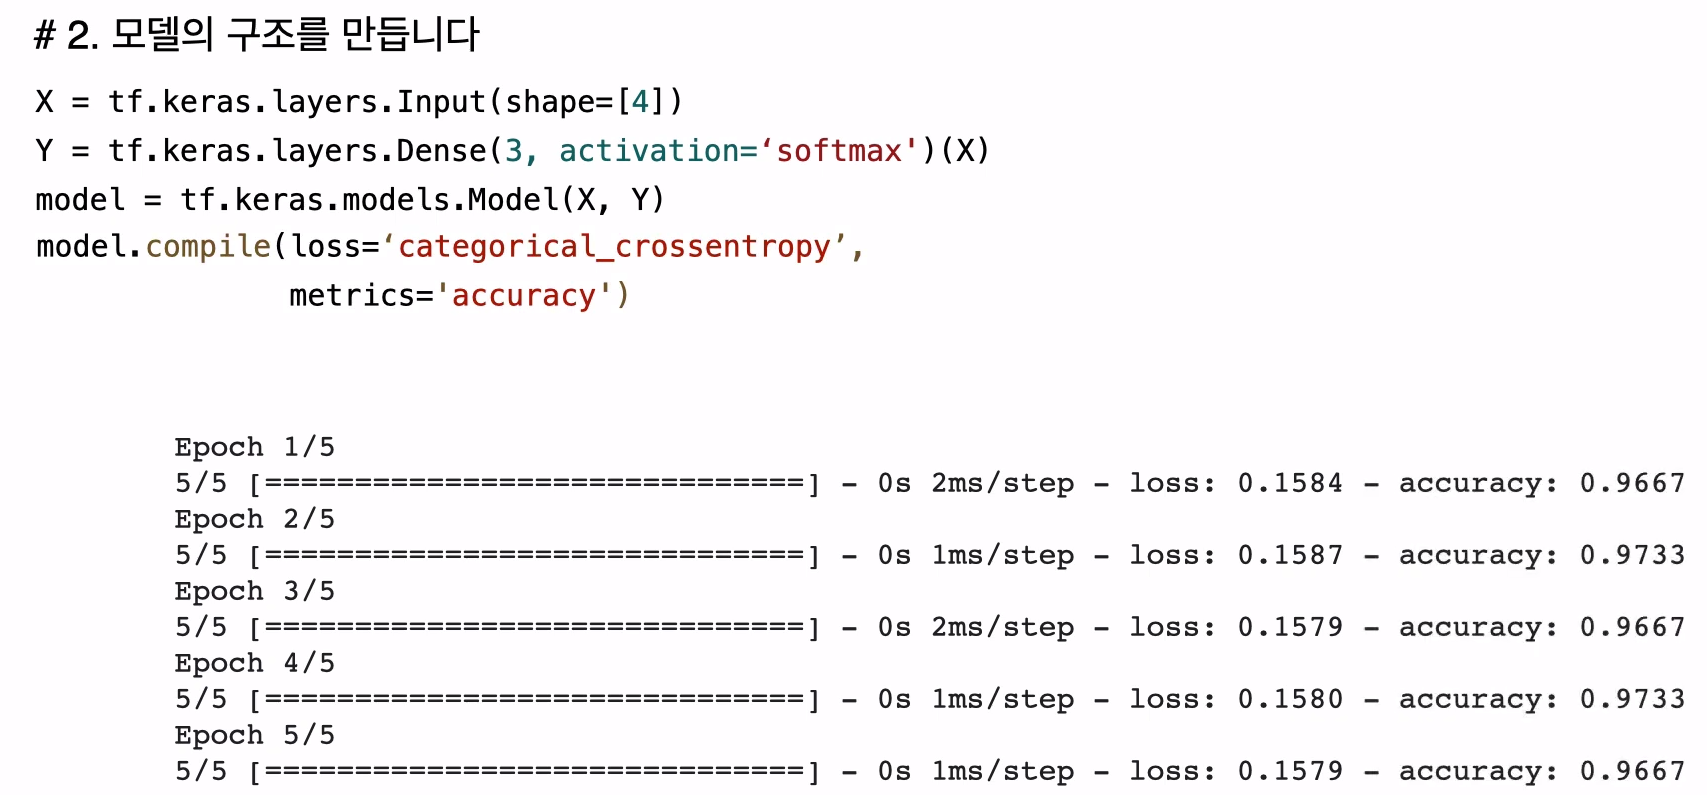 # 2. 모델의 구조를 만듭니다
X = tf.keras.layers.Input(shape=[4])
Y = tf.keras.layers.Dense(3, activation=‘softmax')(X)
model = tf.keras.models.Model(X, Y)
model.compile(loss=‘categorical_crossentropy’,
metrics='accuracy')
Epoch 1/5
5/5 [==============================] - 0s 2ms/step - loss: 0.1584 - accuracy: 0.9667
Epoch 2/5
5/5 [==============================] - 0s 1ms/step - loss: 0.1587 - accuracy: 0.9733
Epoch 3/5
5/5 [==============================] - 0s 2ms/step - loss: 0.1579 - accuracy: 0.9667
Epoch 4/5
5/5 [==============================] - 0s 1ms/step - loss: 0.1580 - accuracy: 0.9733
Epoch 5/5
5/5 [==============================] - 0s 1ms/step - loss: 0.1579 - accuracy: 0.9667